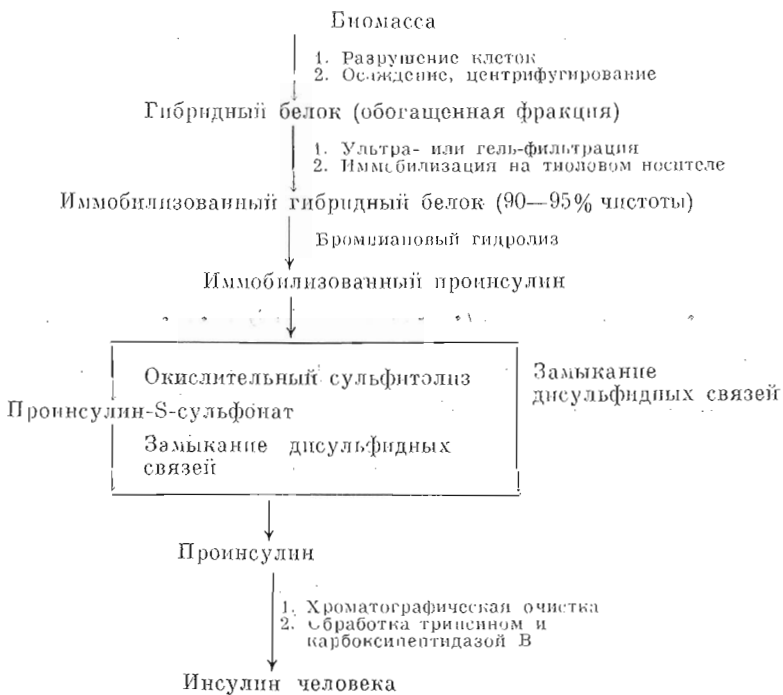 Биомасса
1. Разрушение клеток
2. Осаждение, центрифугирование
Гибридный белок (обогащенная фракция)
1. Ультра- или гель-фильтрация
2. Иммобилизация на тиоловом носителе
Иммобилизованный гибридный белок (90—95% чистоты)
Бромциановый гидролиз
Иммобилизованный проинсулин
Окислительный сульфитолиз
Замыкание
дисульфидных связей
Проинсулин-S-сульфонат
Замыкание дисульфидных
связей
Проинсулин
1. Хроматографическая очистка
2. Обработка трипсином и
карбоксипептидазой В
Инсулин человека